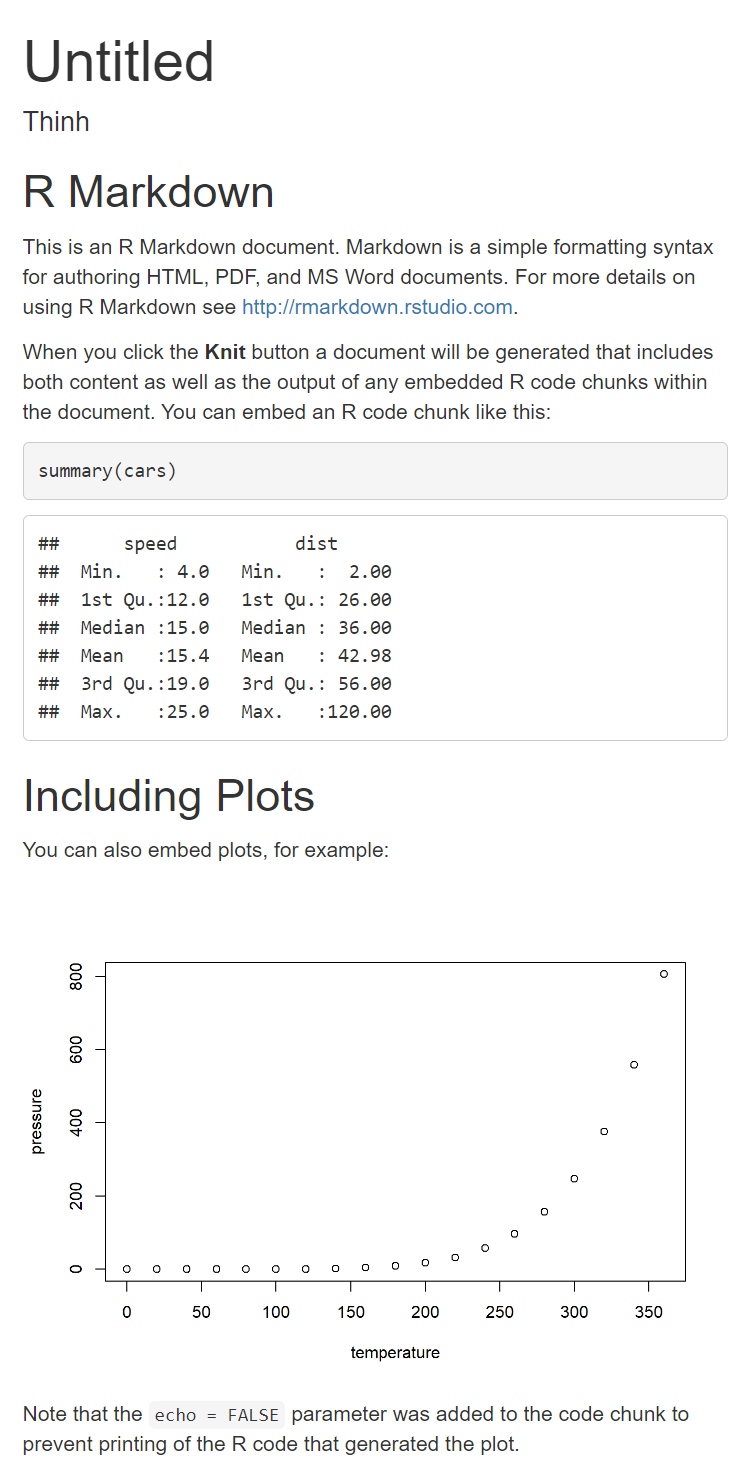 Untitled
Thinh
R Markdown
This is an R Markdown document. Markdown is a simple formatting syntax
for authoring HTML, PDF, and MS Word documents. For more details on
using R Markdown see http://rmarkdown.rstudio.com.
When you click the Knit button a document will be generated that includes
both content as well as the output of any embedded R code chunks within
the document. You can embed an R code chunk like this:
summary(cars)
##      speed           dist
##  Min.   : 4.0   Min.   :  2.00
##  1st Qu.:12.0   1st Qu.: 26.00
##  Median :15.0   Median : 36.00
##  Mean   :15.4   Mean   : 42.98
##  3rd Qu.:19.0   3rd Qu.: 56.00
##  Max.   :25.0   Max.   :120.00
Including Plots
You can also embed plots, for example:
800
600
400
200
0
pressure
0 50 100 150 200 250 300 350
temperature
Note that the echo = FALSE parameter was added to the code chunk to
prevent printing of the R code that generated the plot.